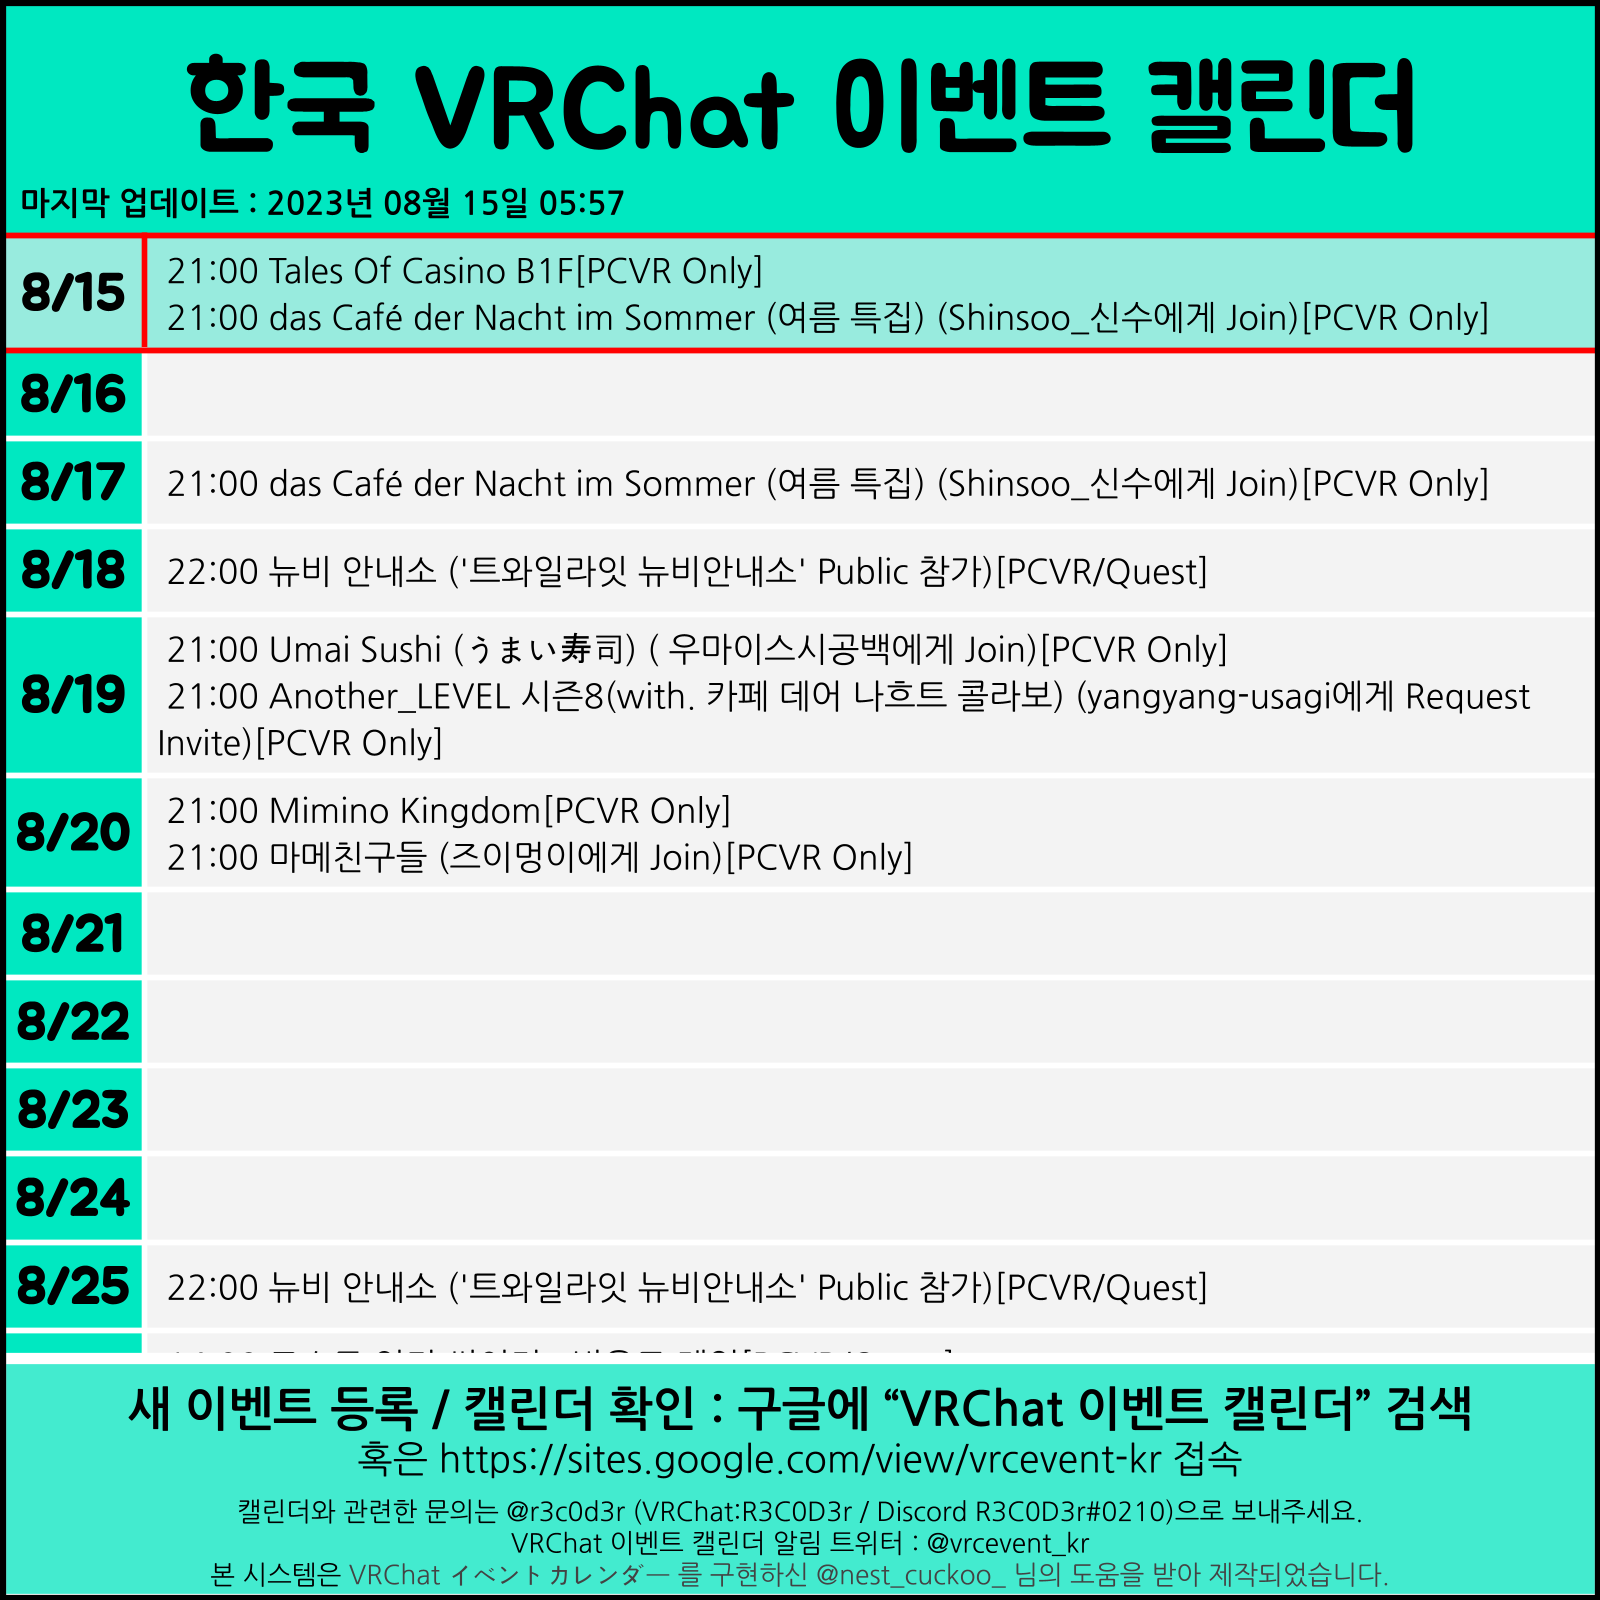 한국 VRChat 이벤트 캘린더
마지막 업데이트 : 2023년 08월 15일 05:57
8/15
21:00 Tales Of Casino B1F[PCVR Only]
21:00 das Café der Nacht im Sommer (여름 특집) (Shinsoo_신수에게 Join)[PCVR Only]
8/16
8/17
21:00 das Café der Nacht im Sommer (여름 특집) (Shinsoo_신수에게 Join)[PCVR Only]
8/18
22:00 뉴비 안내소 ('트와일라잇 뉴비안내소' Public 참가)[PCVR/Quest]
8/19
21:00 Umai Sushi (うまい寿司) ( 우마이스시공백에게 Join)[PCVR Only]
21:00 Another_LEVEL 시즌8(with. 카페 데어 나흐트 콜라보) (yangyang-usagi에게 Request
Invite)[PCVR Only]
8/20
21:00 Mimino Kingdom[PCVR Only]
21:00 마메친구들 (즈이멍이에게 Join)[PCVR Only]
8/21
8/22
8/23
8/24
8/25
22:00 뉴비 안내소 ('트와일라잇 뉴비안내소' Public 참가)[PCVR/Quest]
새 이벤트 등록 / 캘린더 확인 : 구글에 “VRChat 이벤트 캘린더” 검색
혹은 https://sites.google.com/view/vrcevent-kr 접속
캘린더와 관련한 문의는 @r3c0d3r (VRChat:R3C0D3r / Discord R3C0D3r#0210)으로 보내주세요.
VRChat 이벤트 캘린더 알림 트위터 : @vrcevent_kr
본 시스템은 VRChat イベントカレンダー 를 구현하신 @nest_cuckoo_ 님의 도움을 받아 제작되었습니다.